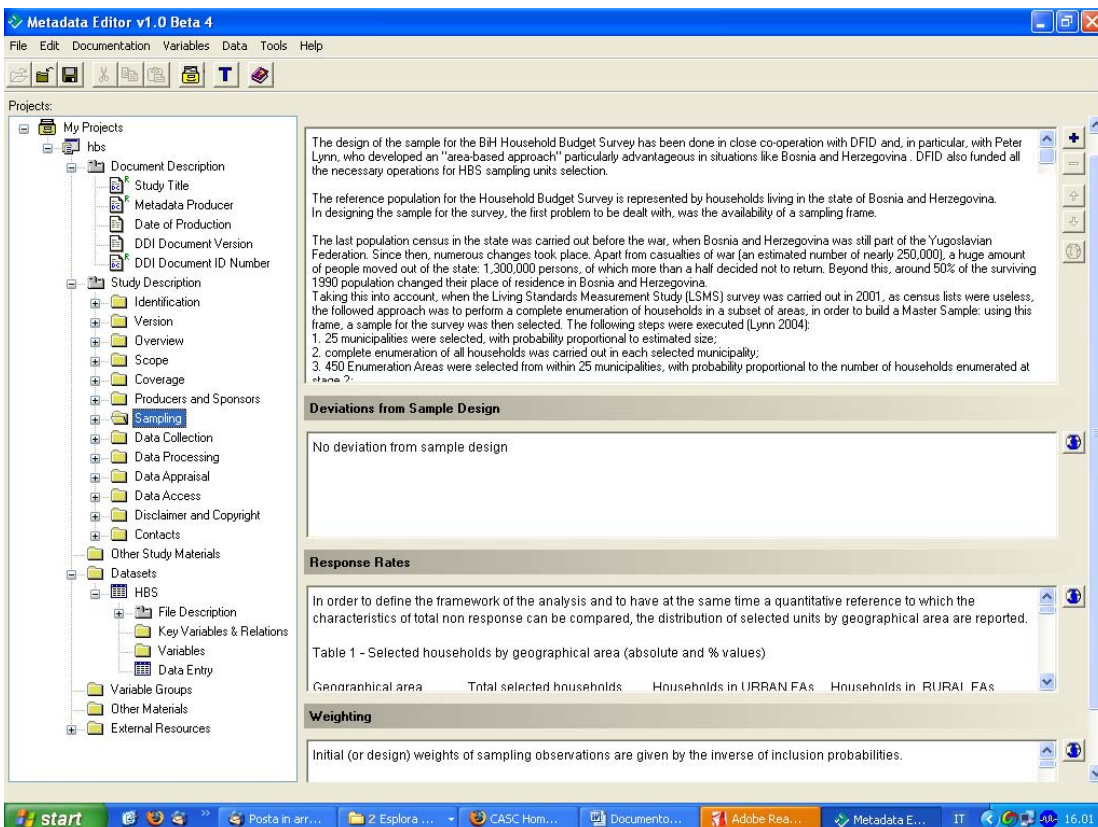 Metadata Editor v1.0 Beta 4
File Edit Documentation Variables Data Tools Help
T
Projects:
My Projects
hbs
Document Description
Study Title
Metadata Producer
Date of Production
DDI Document Version
DDI Document ID Number
Study Description
Identification
Version
Overview
Scope
Coverage
Producers and Sponsors
Sampling
Data Collection
Data Processing
Data Appraisal
Data Access
Disclaimer and Copyright
Contacts
Other Study Materials
Datasets
HBS
File Description
Key Variables & Relations
Variables
Data Entry
Variable Groups
Other Materials
External Resources
The design of the sample for the BiH Household Budget Survey has been done in close co-operation with DFID and, in particular, with Peter
Lynn, who developed an "area-based approach" particularly advantageous in situations like Bosnia and Herzegovina . DFID also funded all
the necessary operations for HBS sampling units selection.
The reference population for the Household Budget Survey is represented by households living in the state of Bosnia and Herzegovina.
In designing the sample for the survey, the first problem to be dealt with, was the availability of a sampling frame.
The last population census in the state was carried out before the war, when Bosnia and Herzegovina was still part of the Yugoslavian
Federation. Since then, numerous changes took place. Apart from casualties of war (an estimated number of nearly 250,000), a huge amount
of people moved out of the state: 1,300,000 persons, of which more than a half decided not to return. Beyond this, around 50% of the surviving
1990 population changed their place of residence in Bosnia and Herzegovina.
Taking this into account, when the Living Standards Measurement Study (LSMS) survey was carried out in 2001, as census lists were useless,
the followed approach was to perform a complete enumeration of households in a subset of areas, in order to build a Master Sample: using this
frame, a sample for the survey was then selected. The following steps were executed (Lynn 2004):
1. 25 municipalities were selected, with probability proportional to estimated size;
2. complete enumeration of all households was carried out in each selected municipality;
3. 450 Enumeration Areas were selected from within 25 municipalities, with probability proportional to the number of households enumerated at
stage 2;
Deviations from Sample Design
No deviation from sample design
Response Rates
In order to define the framework of the analysis and to have at the same time a quantitative reference to which the
characteristics of total non response can be compared, the distribution of selected units by geographical area are reported.
Table 1 - Selected households by geographical area (absolute and % values)
Geographical area Total selected households Households in URBAN EAs Households in RURAL EAs
Weighting
Initial (or design) weights of sampling observations are given by the inverse of inclusion probabilities.
start Posta in arr... 2 Esplora ... CASC Hom... Documento... Adobe Rea... Metadata E... IT 16.01